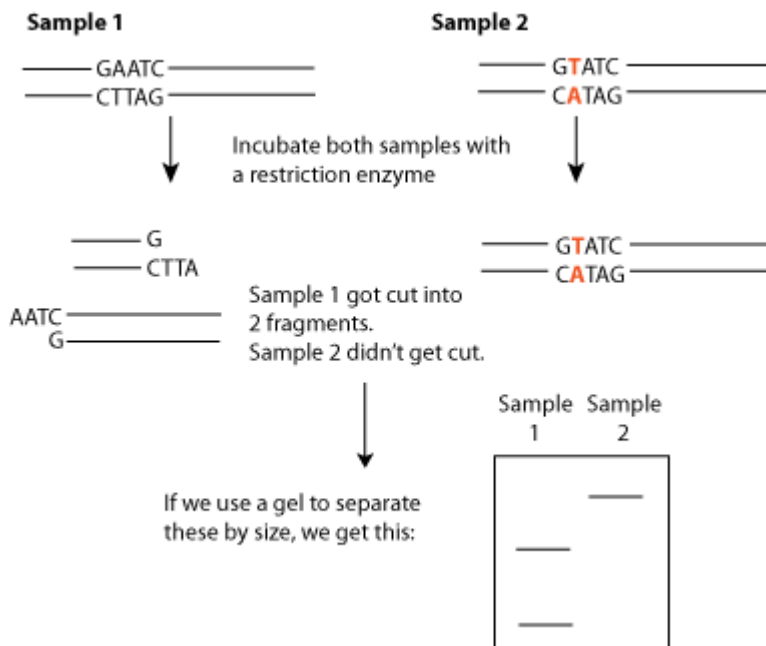 Sample 1
Sample 2
GAATC
CTTAG
GTATC
CATAG
Incubate both samples with
a restriction enzyme
G
CTTA
AATC
G
GTATC
CATAG
Sample 1 got cut into
2 fragments.
Sample 2 didn't get cut.
Sample Sample
1 2
If we use a gel to separate
these by size, we get this: